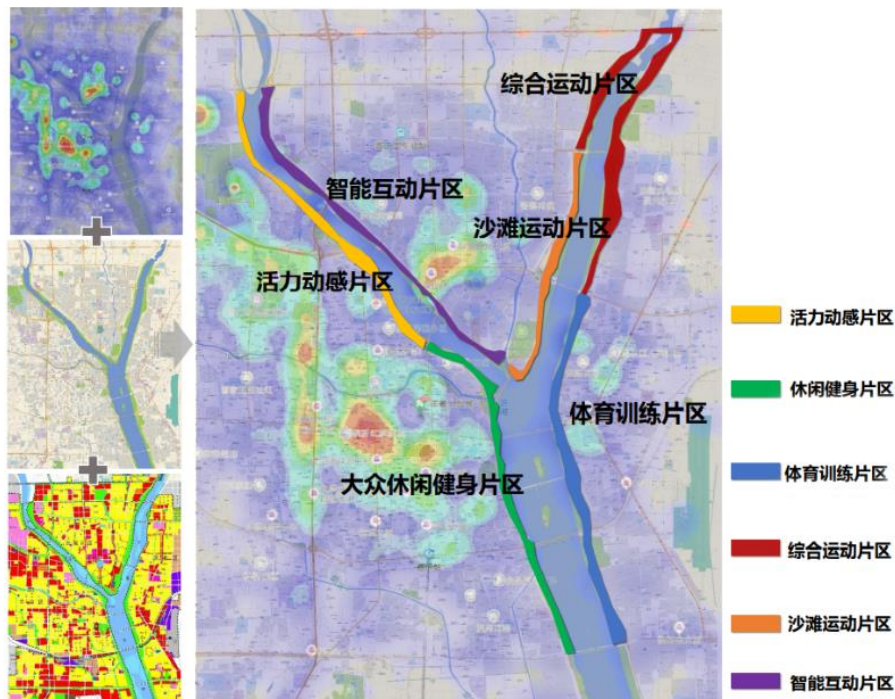 综合运动片区
智能互动片区
沙滩运动片区
活力动感片区
体育训练片区
大众休闲健身片区
活力动感片区
休闲健身片区
体育训练片区
综合运动片区
沙滩运动片区
智能互动片区